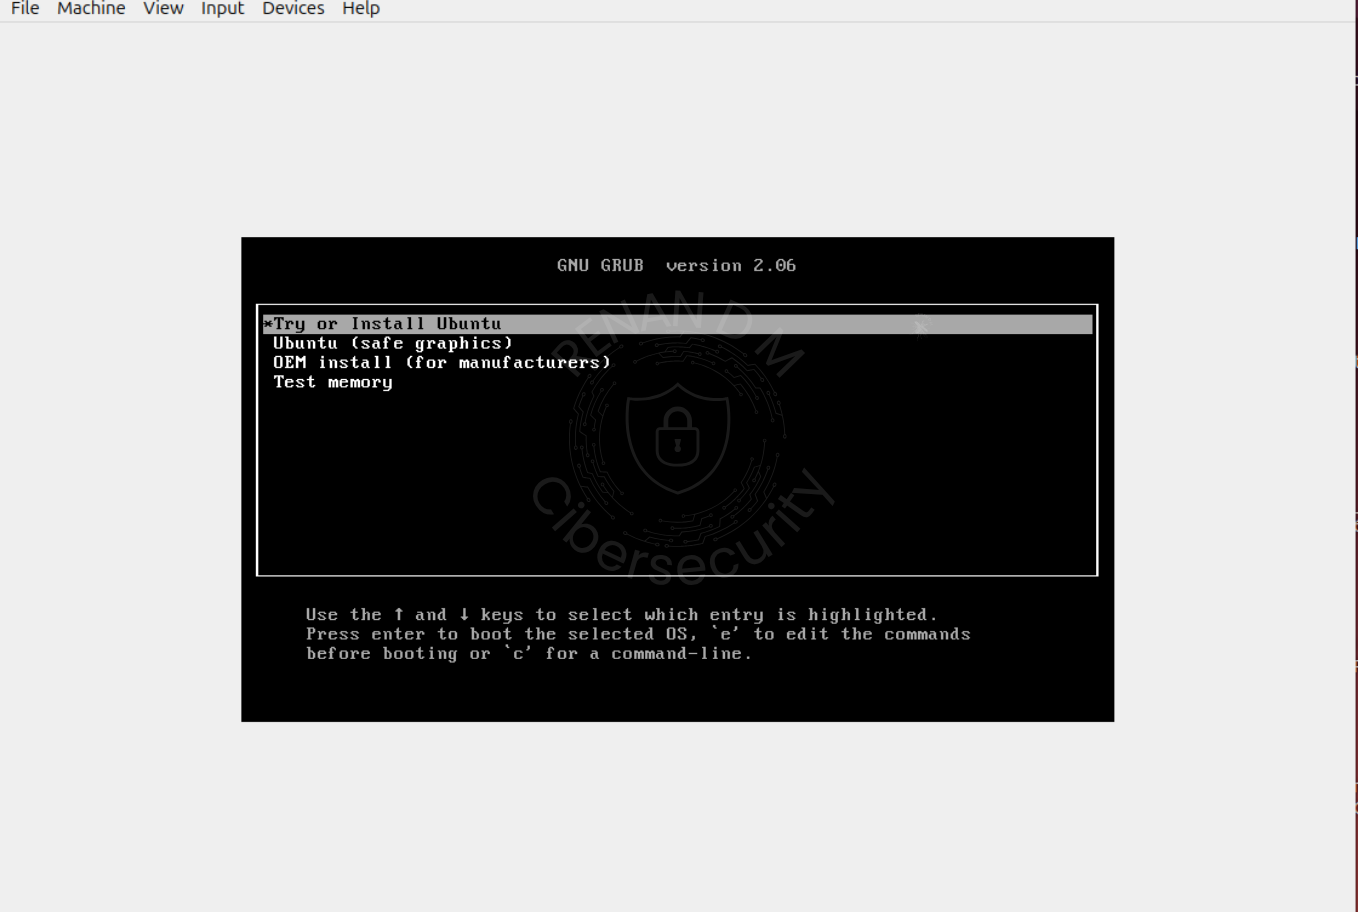 File Machine View Input Devices Help
GNU GRUB version 2.06
*Try or Install Ubuntu
Ubuntu (safe graphics)
OEM install (for manufacturers)
Test memory
RENAN D M
Cibersecurity
Use the ↑ and ↓ keys to select which entry is highlighted.
Press enter to boot the selected OS, `e' to edit the commands
before booting or `c' for a command-line.